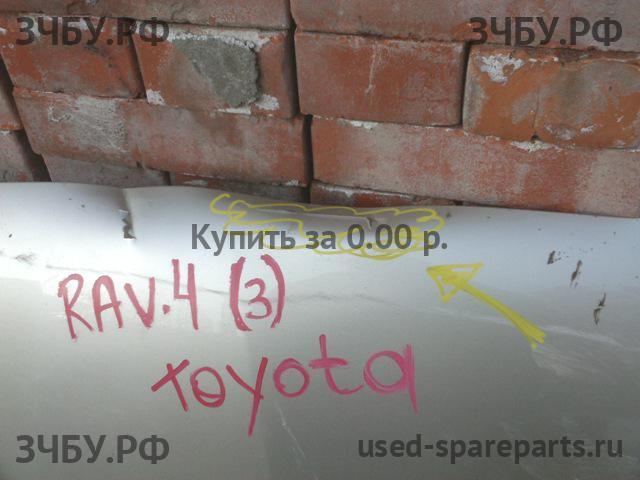 ЗЧБУ.РФ ЗЧБУ.РФ
Купить за 0.00 р.
RAV.4 (3)
Toyota
ЗЧБУ.РФ used-spareparts.ru